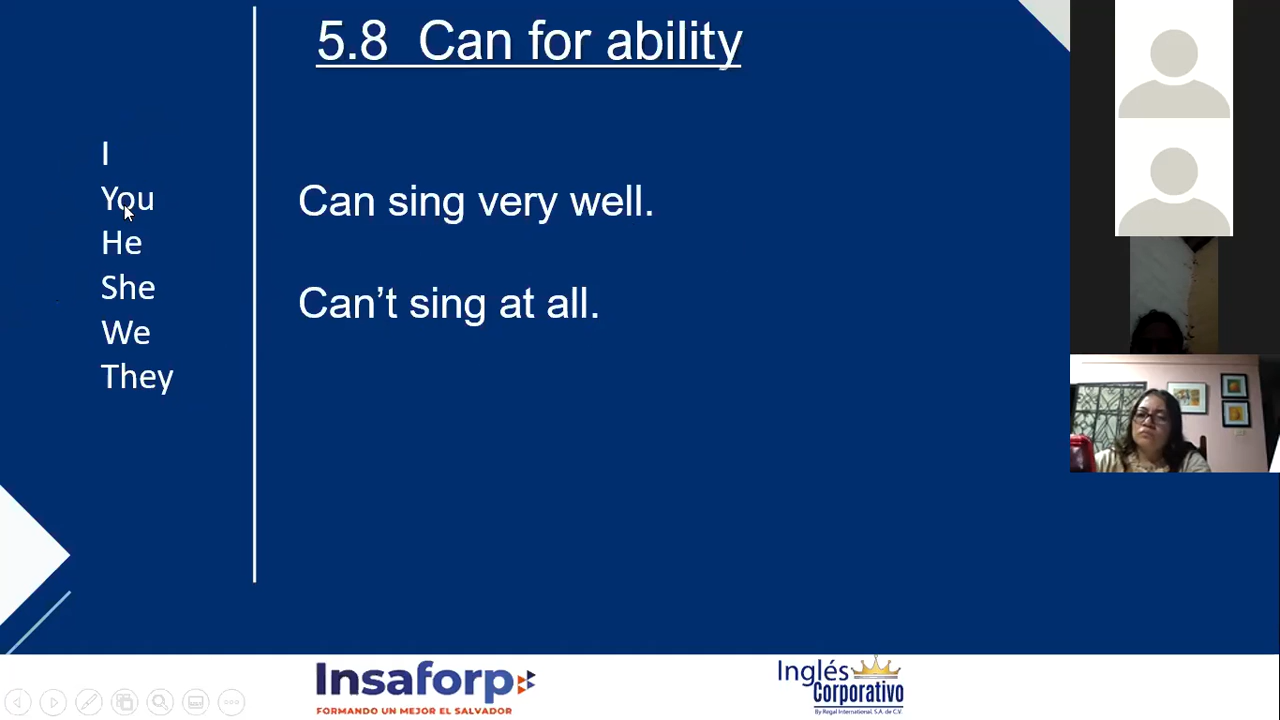 5.8 Can for ability
I
You
He
She
We
They
Can sing very well.
Can't sing at all.
Insaforp
FORMANDO UN MEJOR EL SALVADOR
Inglés
Corporativo
By Regal International, S.A. de C.V.